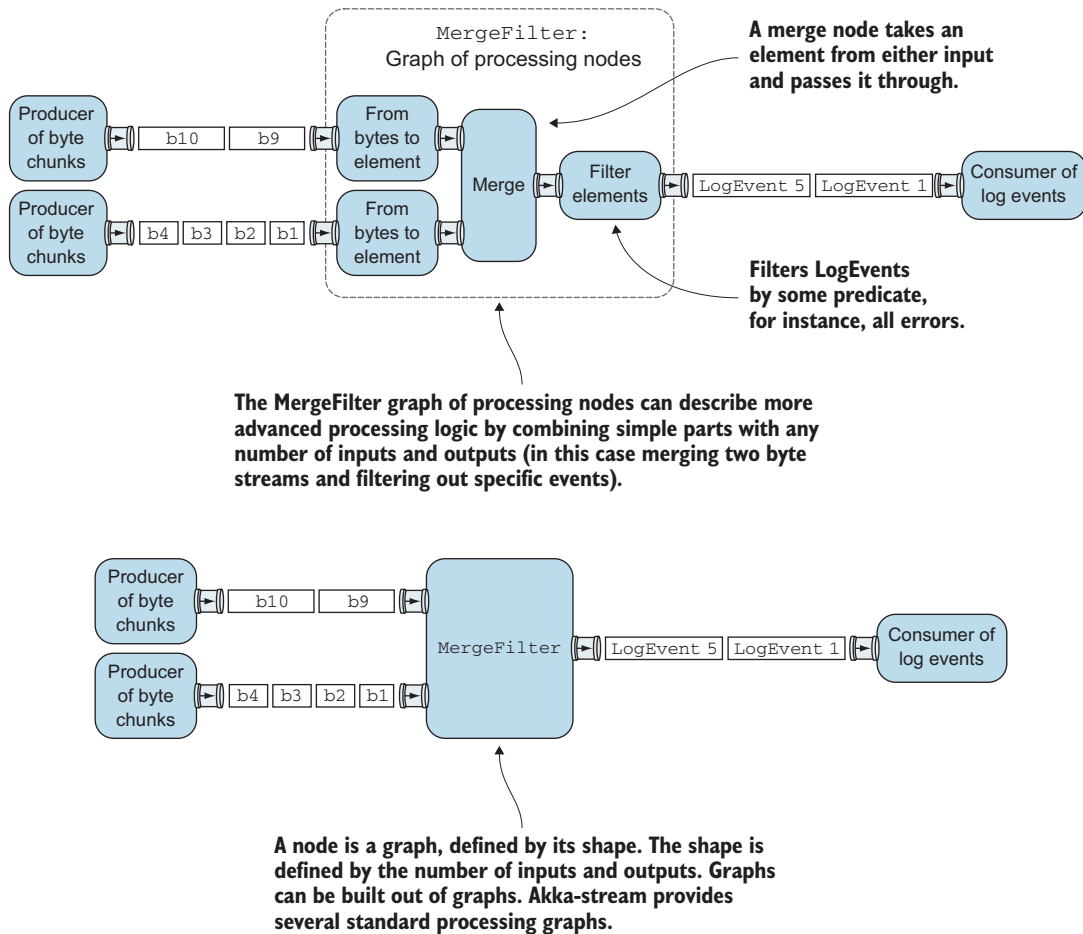 MergeFilter:
Graph of processing nodes
A merge node takes an
element from either input
and passes it through.
Producer
of byte
chunks
b10
b9
From
bytes to
element
Producer
of byte
chunks
b4
b3
b2
b1
From
bytes to
element
Merge
Filter
elements
LogEvent 5
LogEvent 1
Consumer of
log events
Filters LogEvents
by some predicate,
for instance, all errors.
The MergeFilter graph of processing nodes can describe more
advanced processing logic by combining simple parts with any
number of inputs and outputs (in this case merging two byte
streams and filtering out specific events).
Producer
of byte
chunks
b10
b9
Producer
of byte
chunks
b4
b3
b2
b1
MergeFilter
LogEvent 5
LogEvent 1
Consumer of
log events
A node is a graph, defined by its shape. The shape is
defined by the number of inputs and outputs. Graphs
can be built out of graphs. Akka-stream provides
several standard processing graphs.